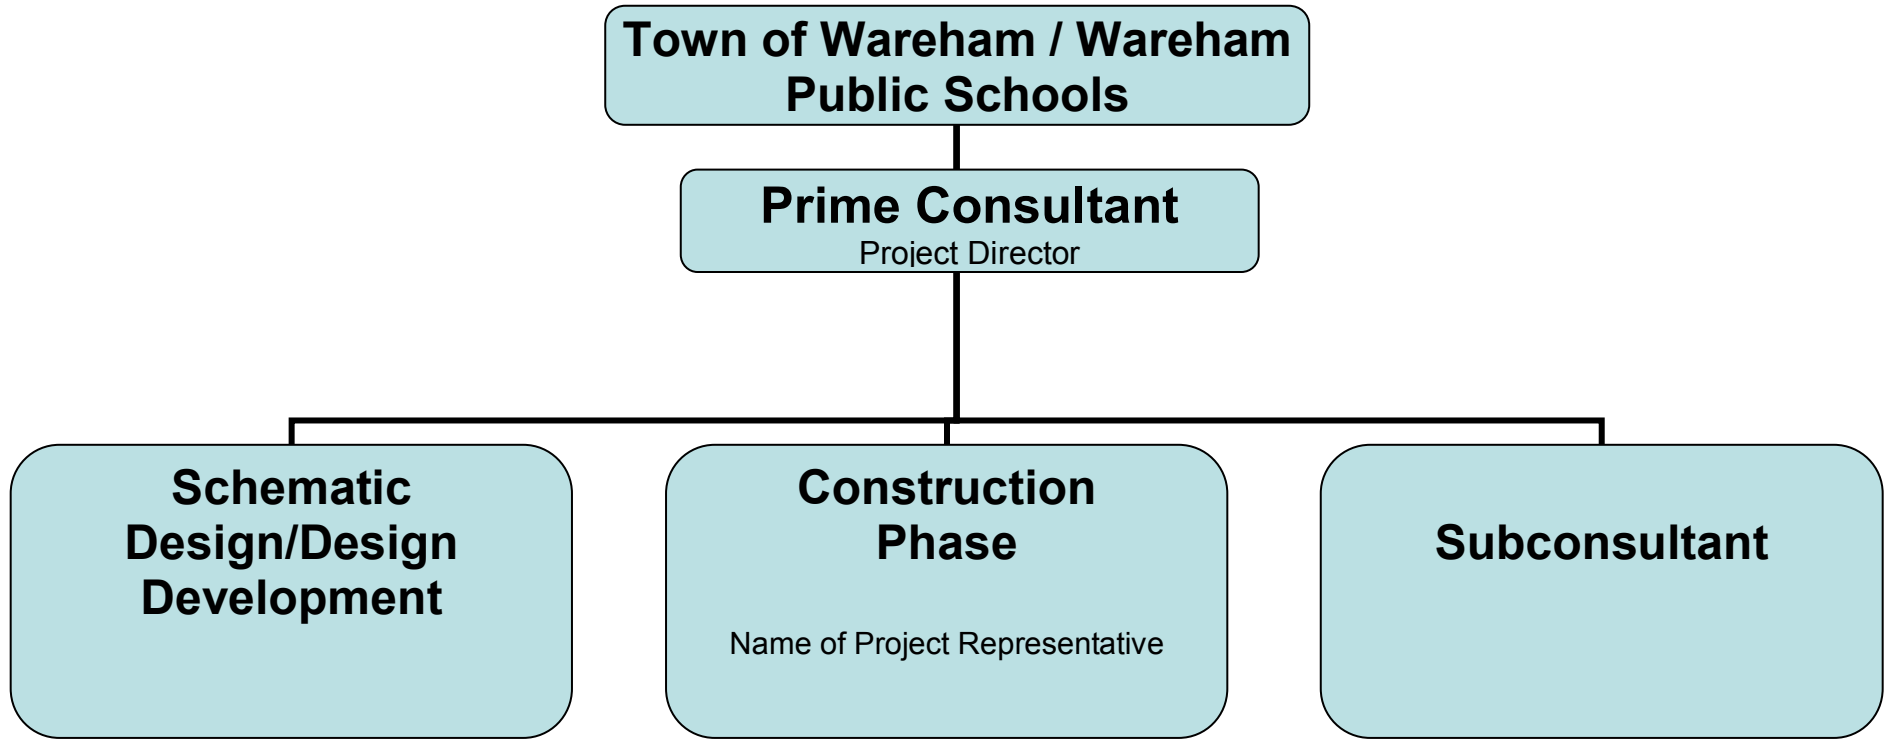 Town of Wareham / Wareham
Public Schools
Prime Consultant
Project Director
Schematic
Design/Design
Development
Construction
Phase
Name of Project Representative
Subconsultant